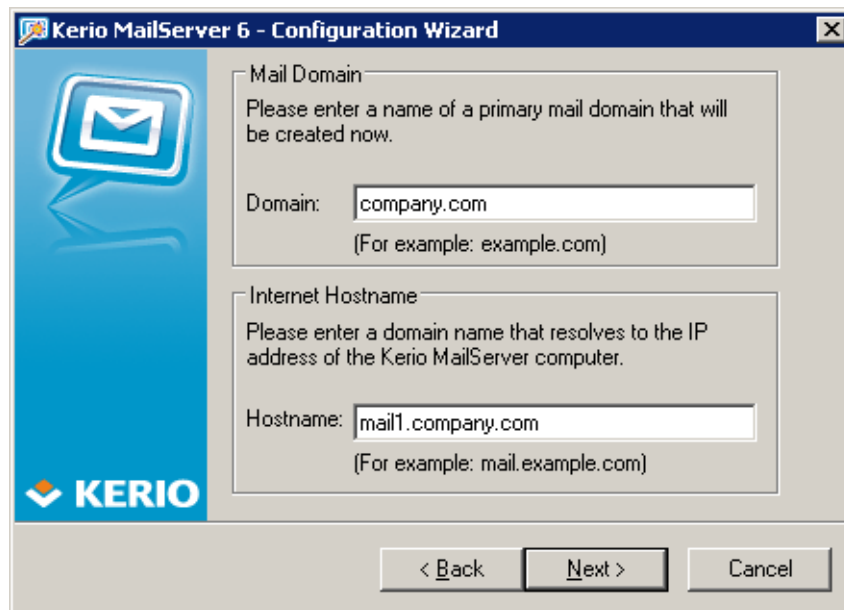 Kerio MailServer 6 - Configuration Wizard
Mail Domain
Please enter a name of a primary mail domain that will
be created now.
Domain: company.com
(For example: example.com)
Internet Hostname
Please enter a domain name that resolves to the IP
address of the Kerio MailServer computer.
Hostname: mail1.company.com
(For example: mail.example.com)
KERIO
< Back Next > Cancel